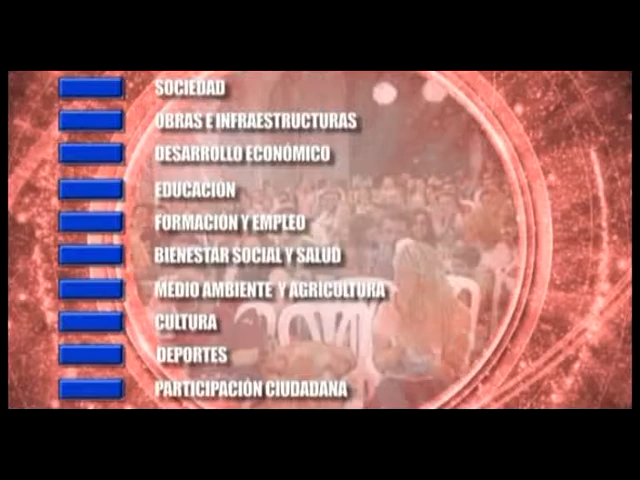 SOCIEDAD
OBRAS E INFRAESTRUCTURAS
DESARROLLO ECONÓMICO
EDUCACIÓN
FORMACIÓN Y EMPLEO
BIENESTAR SOCIAL Y SALUD
MEDIO AMBIENTE Y AGRICULTURA
CULTURA
DEPORTES
PARTICIPACIÓN CIUDADANA